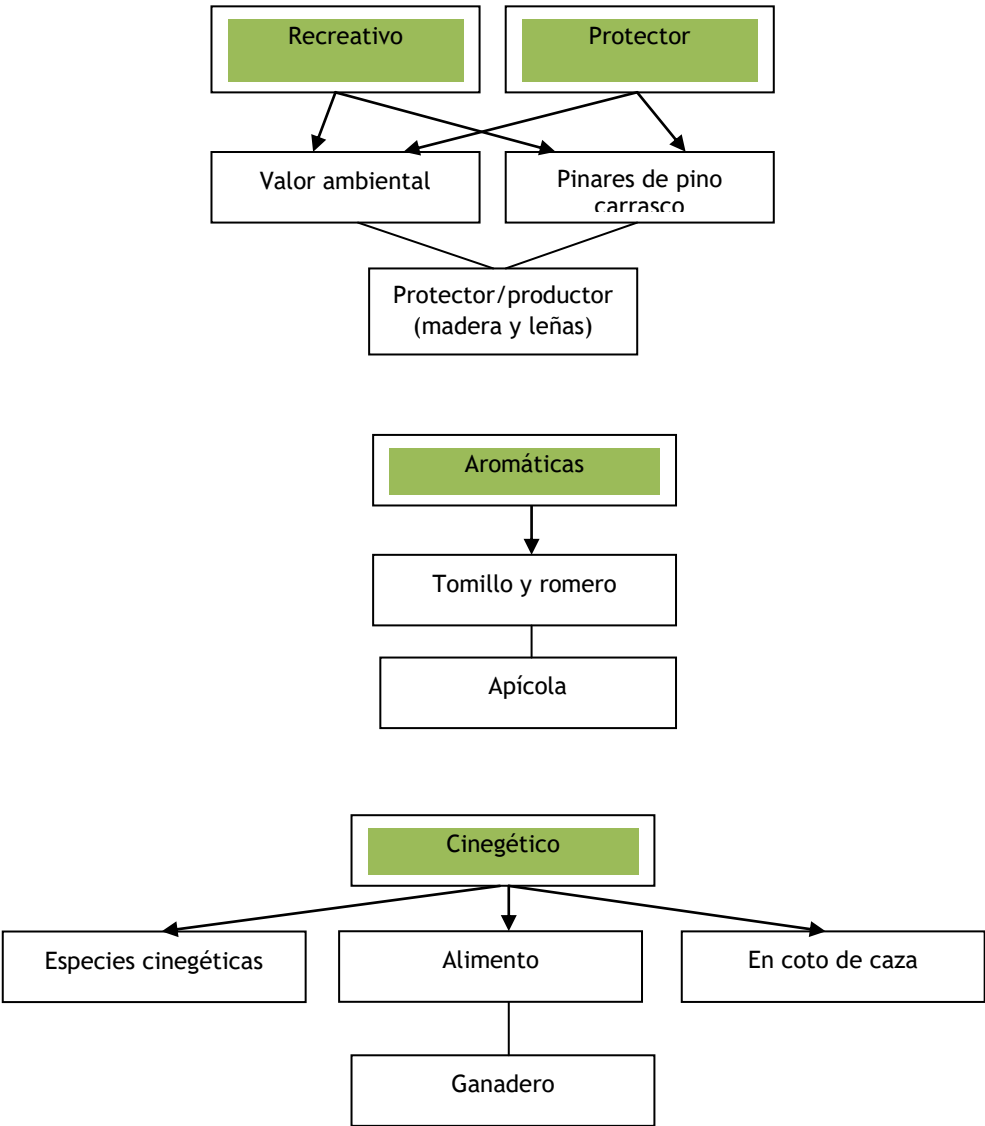 Recreativo
Protector
Valor ambiental
Pinares de pino
carrasco
Protector/productor
(madera y leñas)
Aromáticas
Tomillo y romero
Apícola
Cinegético
Especies cinegéticas
Alimento
En coto de caza
Ganadero